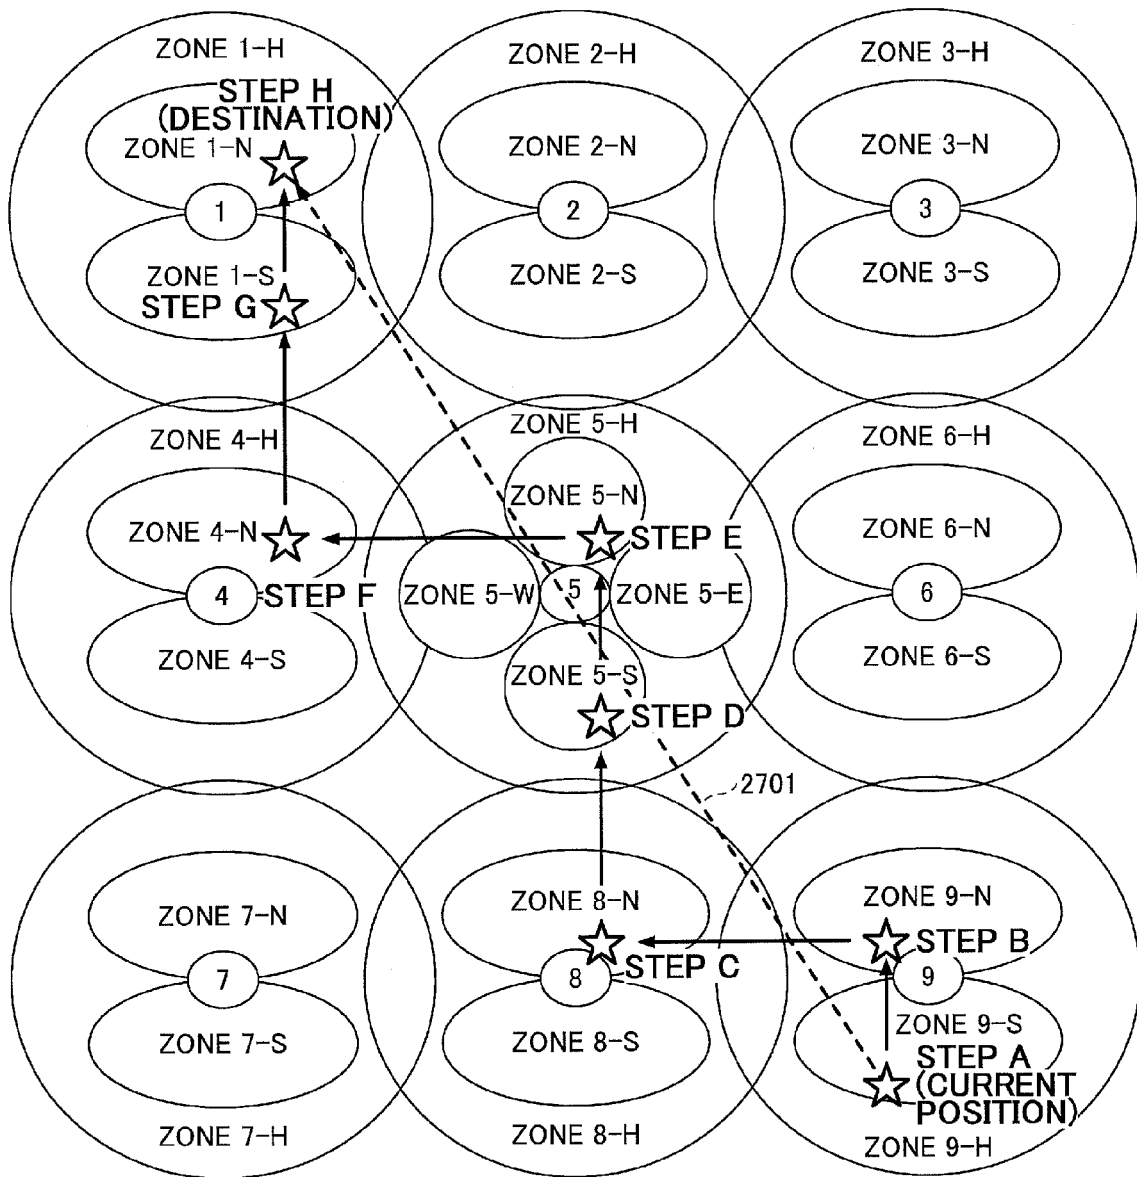 ZONE 1-H
ZONE 2-H
ZONE 3-H
STEP H
(DESTINATION)
ZONE 1-N
ZONE 2-N
ZONE 3-N
1
2
3
ZONE 1-S
ZONE 2-S
ZONE 3-S
STEP G
ZONE 4-H
ZONE 5-H
ZONE 6-H
ZONE 5-N
ZONE 4-N
ZONE 6-N
STEP E
4
STEP F
ZONE 5-W
5
ZONE 5-E
6
ZONE 4-S
ZONE 5-S
ZONE 6-S
STEP D
2701
ZONE 7-N
ZONE 8-N
ZONE 9-N
STEP B
STEP C
7
8
9
ZONE 7-S
ZONE 8-S
ZONE 9-S
STEP A
(CURRENT
POSITION)
ZONE 7-H
ZONE 8-H
ZONE 9-H